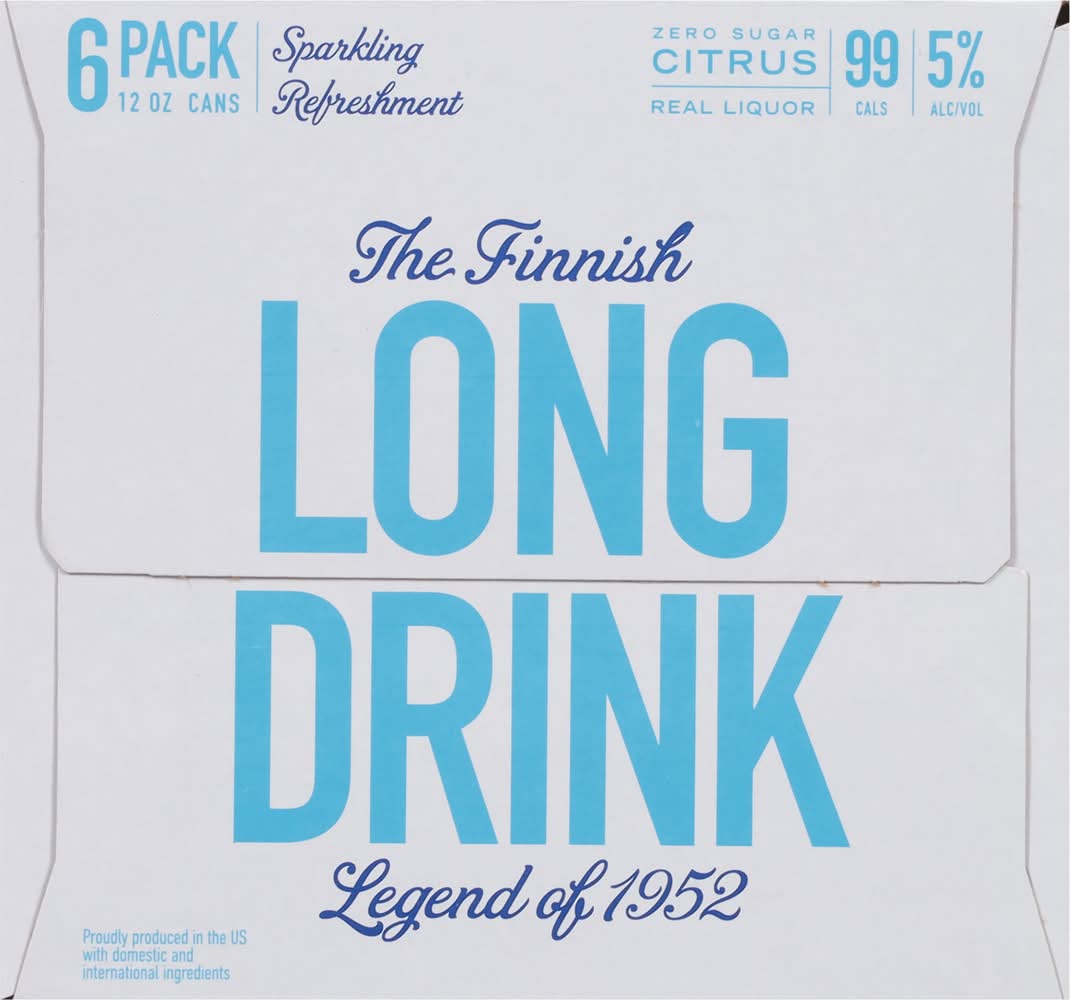 6 PACK
12 OZ CANS
Sparkling
Refreshment
ZERO SUGAR
CITRUS
REAL LIQUOR
99
CALS
5%
ALC/VOL
The Finnish
LONG
DRINK
Legend of 1952
Proudly produced in the US
with domestic and
international ingredients